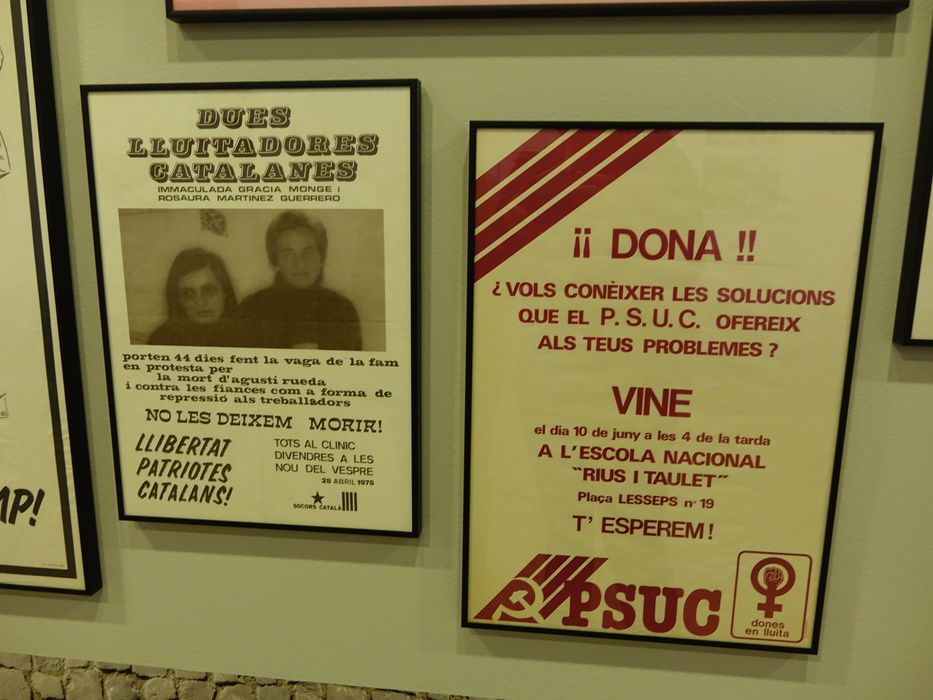 MP!
DUES
LLUITADORES
CATALANES
IMMACULADA GRACIA MONGE i
ROSAURA MARTINEZ GUERRERO
porten 44 dies fent la vaga de la fam
en protesta per
la mort d'agustí rueda
i contra les fiances com a forma de
repressió als treballadors
NO LES DEIXEM MORIR!
LLIBERTAT
PATRIOTES
CATALANS!
TOTS AL CLINIC
DIVENDRES A LES
NOU DEL VESPRE
28 ABRIL 1978
SOCORS CATALÀ
¡¡ DONA !!
¿VOLS CONÈIXER LES SOLUCIONS
QUE EL P.S.U.C. OFEREIX
ALS TEUS PROBLEMES ?
VINE
el dia 10 de juny a les 4 de la tarda
A L'ESCOLA NACIONAL
"RIUS I TAULET"
Plaça LESSEPS nº 19
T' ESPEREM!
PSUC
dones
en lluita